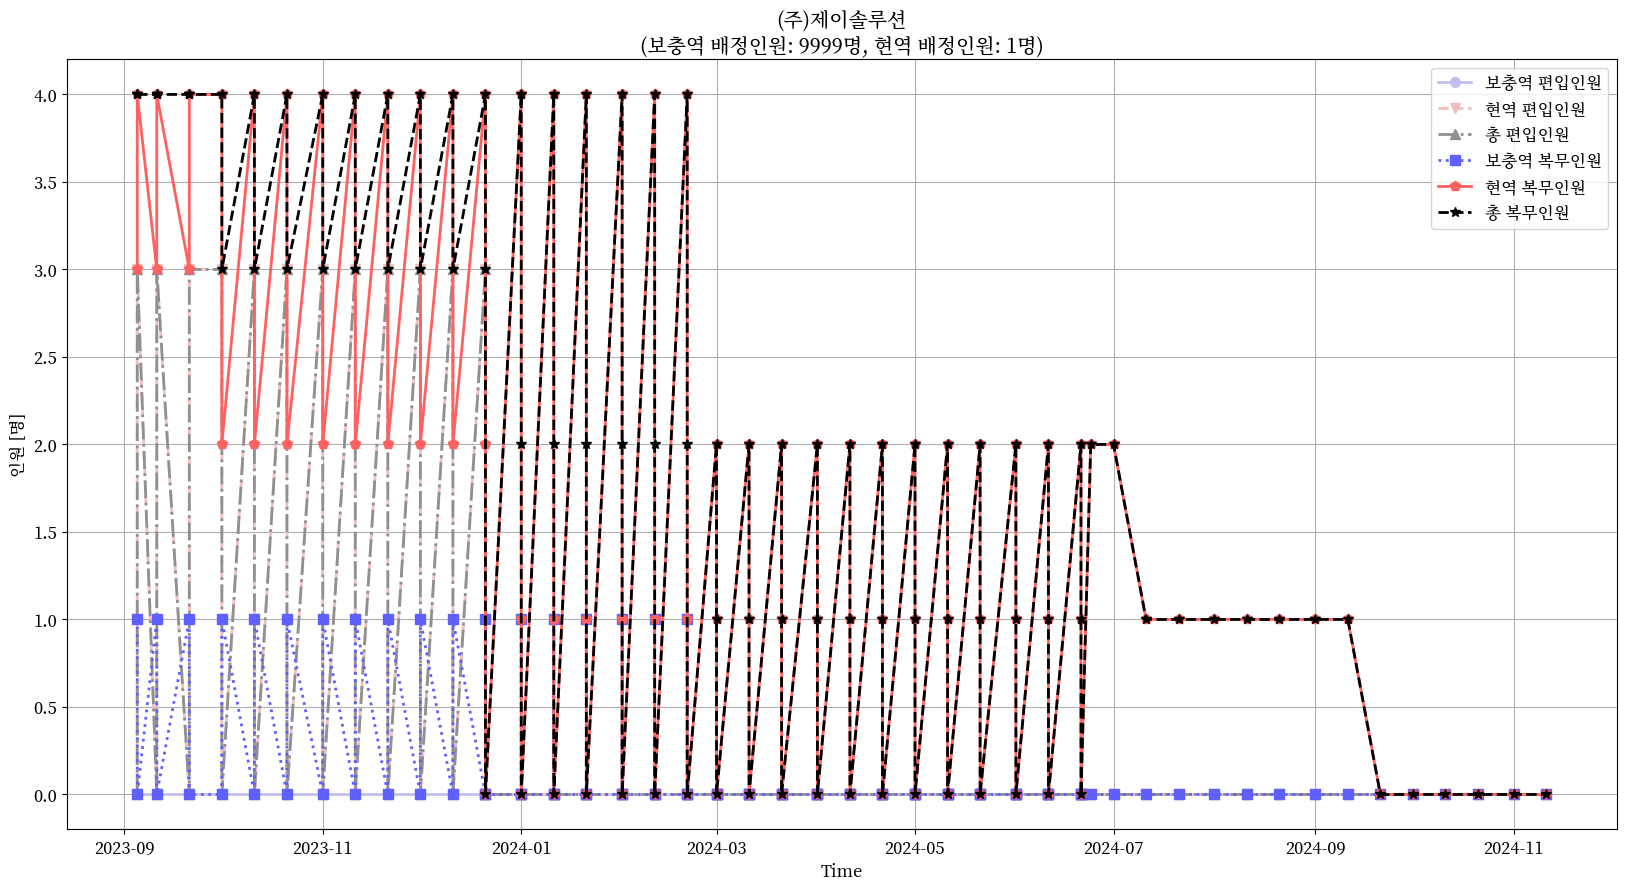 (주)제이솔루션
(보충역 배정인원: 9999명, 현역 배정인원: 1명)
보충역 편입인원
현역 편입인원
총 편입인원
보충역 복무인원
현역 복무인원
총 복무인원
인원 [명]
4.0
3.5
3.0
2.5
2.0
1.5
1.0
0.5
0.0
2023-09 2023-11 2024-01 2024-03 2024-05 2024-07 2024-09 2024-11
Time